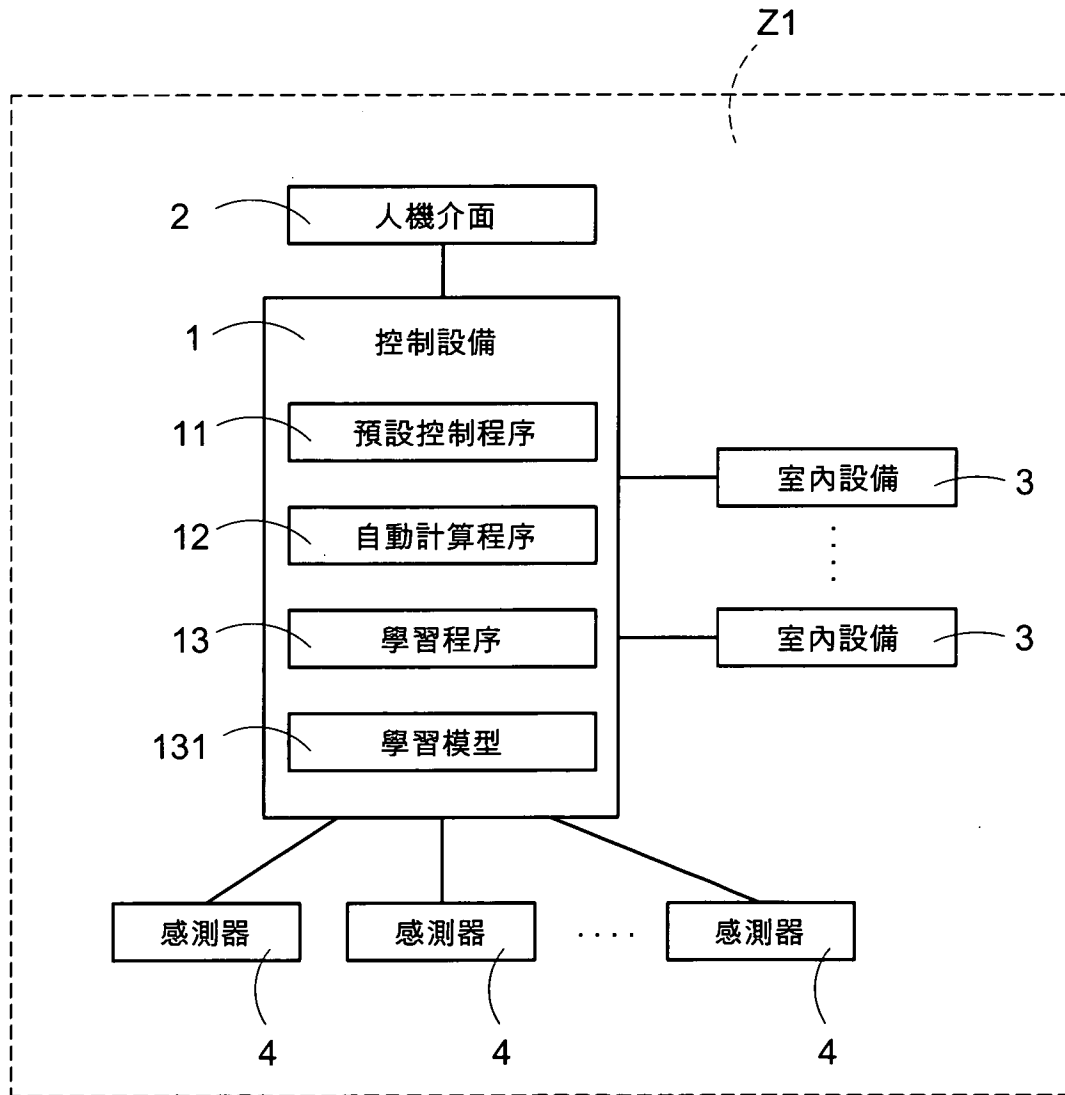 Z1
2
人機介面
1
控制設備
11
預設控制程序
12
自動計算程序
13
學習程序
131
學習模型
室內設備
3
室內設備
3
感測器
感測器
感測器
4
4
4